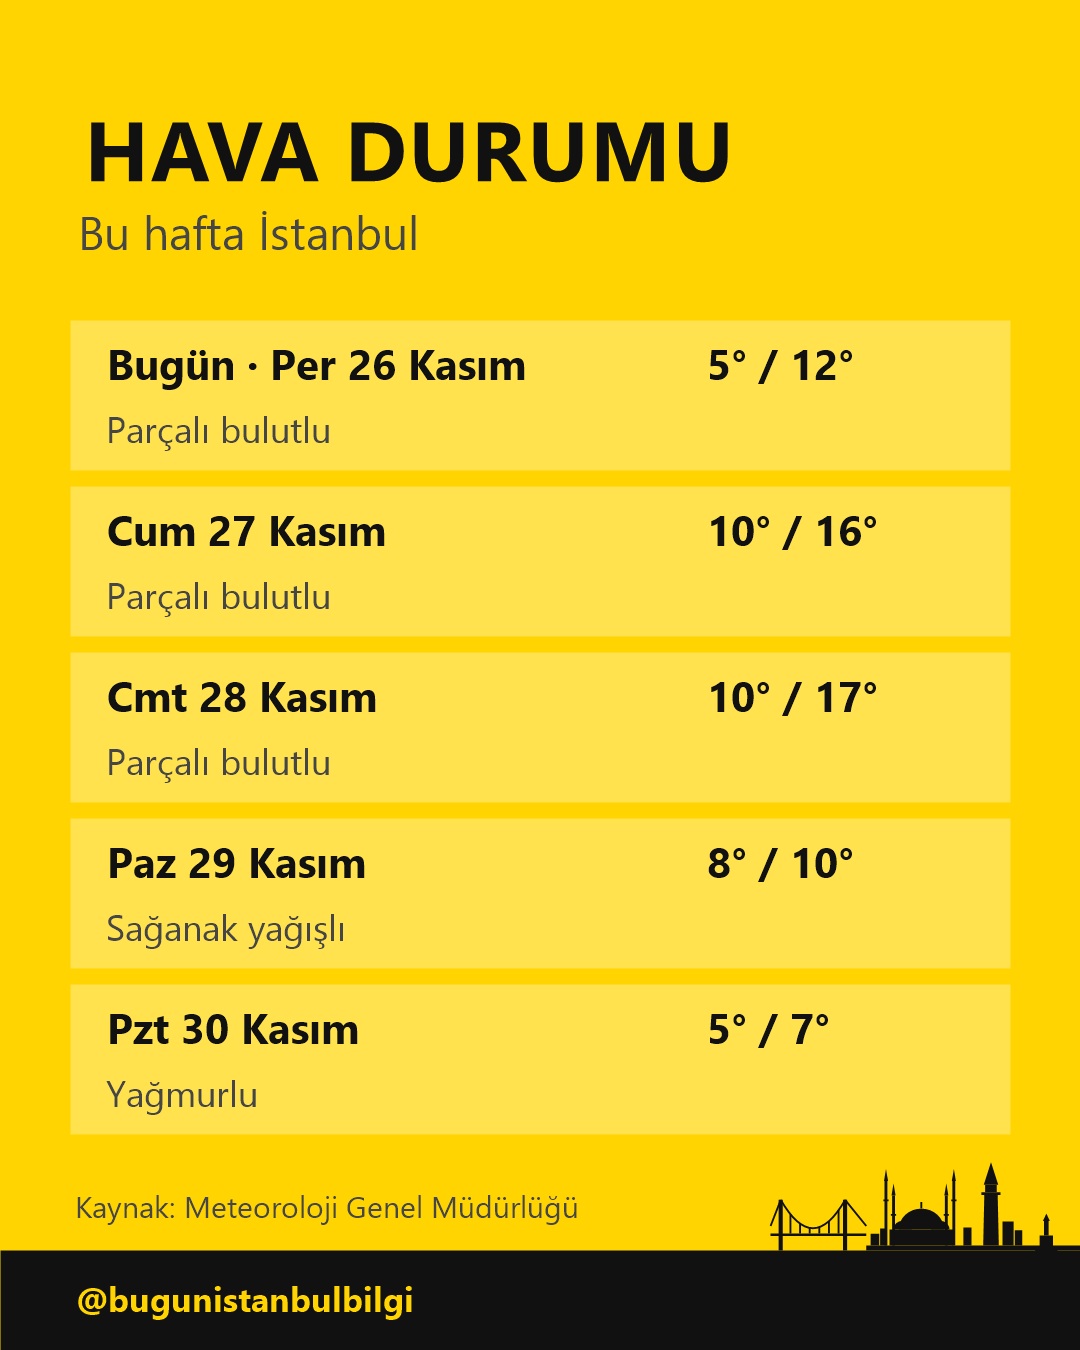 HAVA DURUMU
Bu hafta İstanbul
Bugün · Per 26 Kasım 5° / 12°
Parçalı bulutlu
Cum 27 Kasım 10° / 16°
Parçalı bulutlu
Cmt 28 Kasım 10° / 17°
Parçalı bulutlu
Paz 29 Kasım 8° / 10°
Sağanak yağışlı
Pzt 30 Kasım 5° / 7°
Yağmurlu
Kaynak: Meteoroloji Genel Müdürlüğü
@bugunistanbulbilgi